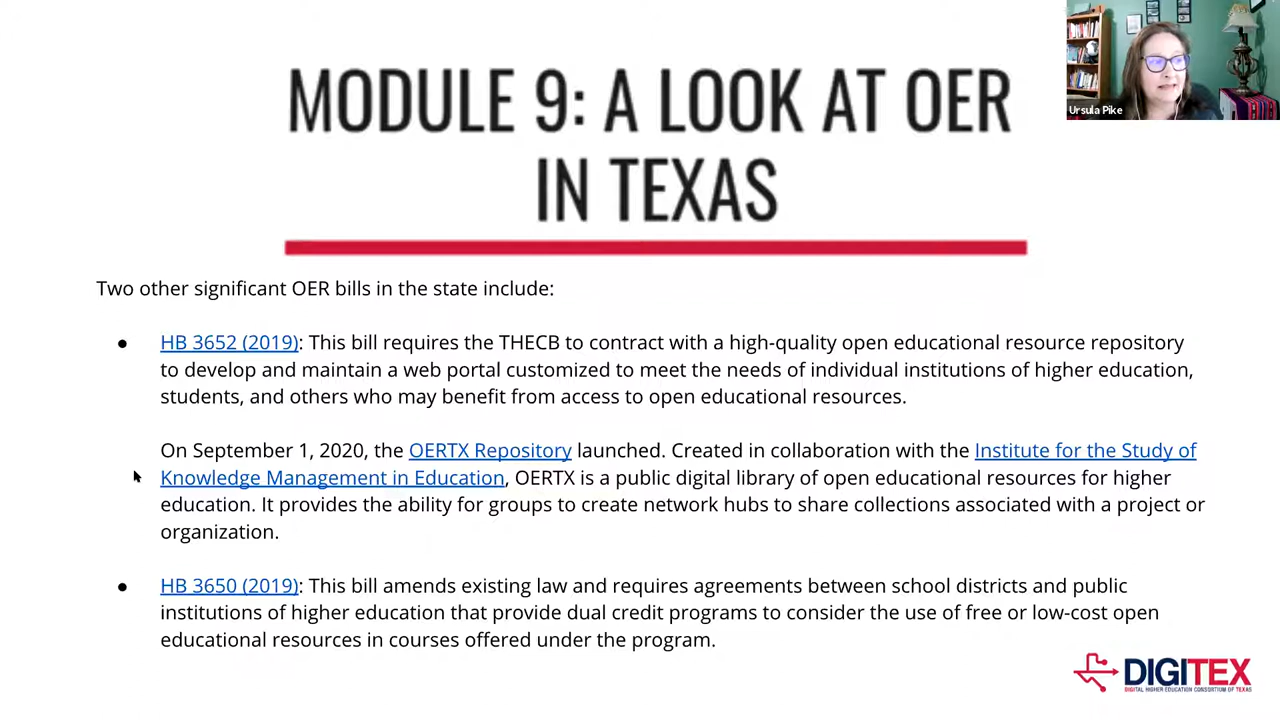 MODULE 9: A LOOK AT OER
IN TEXAS
Ursula Pike
Two other significant OER bills in the state include:
● HB 3652 (2019): This bill requires the THECB to contract with a high-quality open educational resource repository
to develop and maintain a web portal customized to meet the needs of individual institutions of higher education,
students, and others who may benefit from access to open educational resources.
On September 1, 2020, the OERTX Repository launched. Created in collaboration with the Institute for the Study of
Knowledge Management in Education, OERTX is a public digital library of open educational resources for higher
education. It provides the ability for groups to create network hubs to share collections associated with a project or
organization.
● HB 3650 (2019): This bill amends existing law and requires agreements between school districts and public
institutions of higher education that provide dual credit programs to consider the use of free or low-cost open
educational resources in courses offered under the program.
DIGITEX
DIGITAL HIGHER EDUCATION CONSORTIUM OF TEXAS